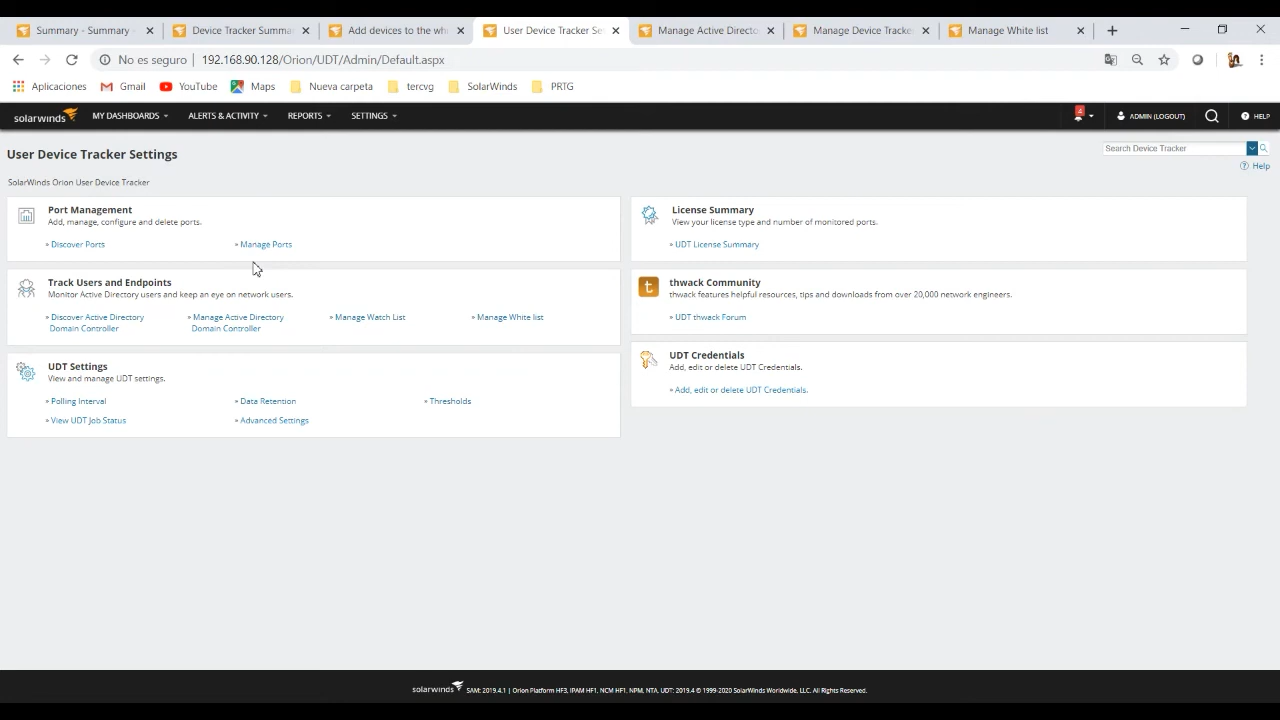 Summary - Summary
Device Tracker Summa
Add devices to the wh
User Device Tracker Se
Manage Active Directo
Manage Device Tracke
Manage White list
No es seguro | 192.168.90.128/Orion/UDT/Admin/Default.aspx
Aplicaciones Gmail YouTube Maps Nueva carpeta tercvg SolarWinds PRTG
solarwinds MY DASHBOARDS ALERTS & ACTIVITY REPORTS SETTINGS 4 ADMIN (LOGOUT) HELP
User Device Tracker Settings
Search Device Tracker
Help
SolarWinds Orion User Device Tracker
Port Management
Add, manage, configure and delete ports.
» Discover Ports » Manage Ports
Track Users and Endpoints
Monitor Active Directory users and keep an eye on network users.
» Discover Active Directory Domain Controller
» Manage Active Directory Domain Controller
» Manage Watch List
» Manage White list
UDT Settings
View and manage UDT settings.
» Polling Interval » Data Retention » Thresholds
» View UDT Job Status » Advanced Settings
License Summary
View your license type and number of monitored ports.
» UDT License Summary
t
thwack Community
thwack features helpful resources, tips and downloads from over 20,000 network engineers.
» UDT thwack Forum
UDT Credentials
Add, edit or delete UDT Credentials.
» Add, edit or delete UDT Credentials.
solarwinds SAM: 2019.4.1 | Orion Platform HF3, IPAM HF1, NCM HF1, NPM, NTA, UDT: 2019.4 © 1999-2020 SolarWinds Worldwide, LLC. All Rights Reserved.